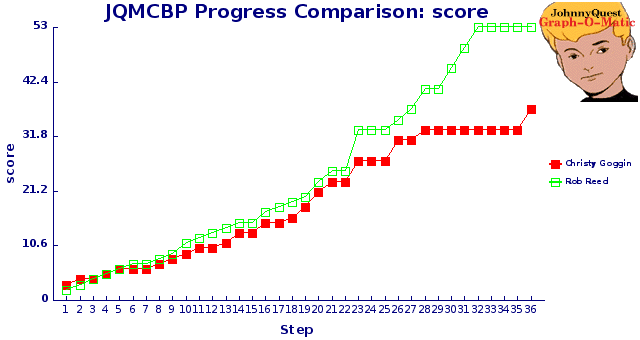 JQMCBP Progress Comparison: score
JohnnyQuest
Graph-O-Matic
53
42.4
31.8
21.2
10.6
0
score
1 2 3 4 5 6 7 8 9 10 11 12 13 14 15 16 17 18 19 20 21 22 23 24 25 26 27 28 29 30 31 32 33 34 35 36
Step
Christy Goggin
Rob Reed